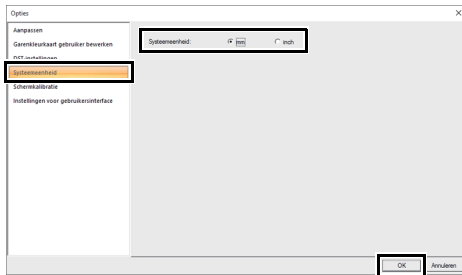 Opties
Aanpassen
Garenkleurkaart gebruiker bewerken
DST-instellingen
Systeemeenheid
Schermkalibratie
Instellingen voor gebruikersinterface
Systeemeenheid: mm inch
OK Annuleren